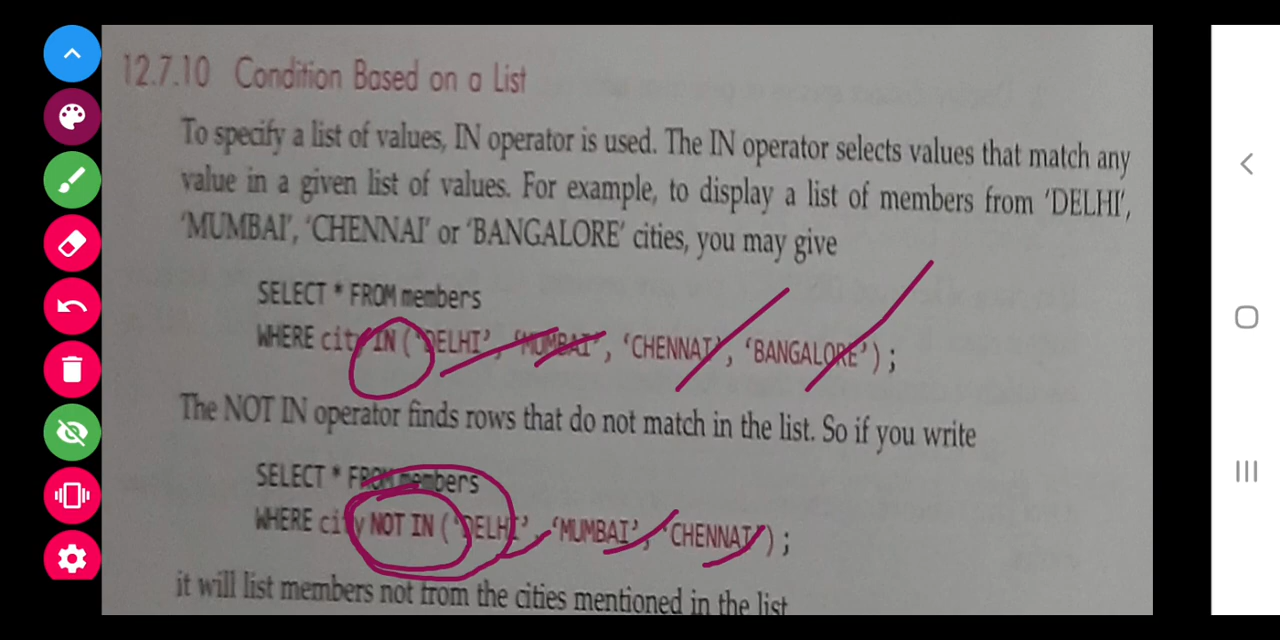 12.7.10 Condition Based on a List
To specify a list of values, IN operator is used. The IN operator selects values that match any
value in a given list of values. For example, to display a list of members from 'DELHI',
'MUMBAI', 'CHENNAI' or 'BANGALORE' cities, you may give
SELECT * FROM members
WHERE city IN ('DELHI', 'MUMBAI', 'CHENNAI', 'BANGALORE') ;
The NOT IN operator finds rows that do not match in the list. So if you write
SELECT * FROM members
WHERE city NOT IN ('DELHI', 'MUMBAI', 'CHENNAI') ;
it will list members not from the cities mentioned in the list